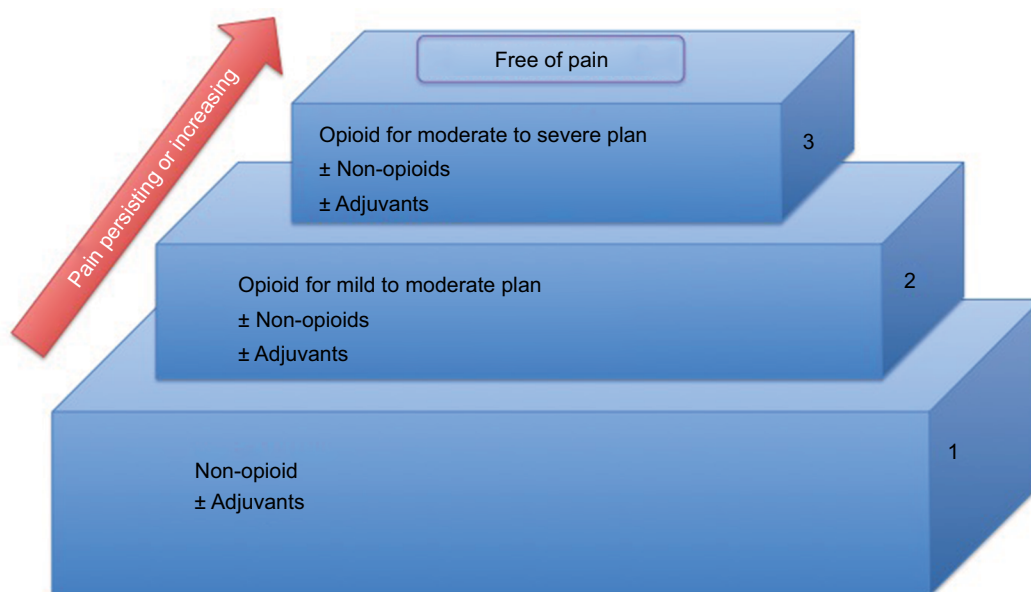 Free of pain
Opioid for moderate to severe plan
± Non-opioids
± Adjuvants
3
Pain persisting or increasing
Opioid for mild to moderate plan
± Non-opioids
± Adjuvants
2
Non-opioid
± Adjuvants
1